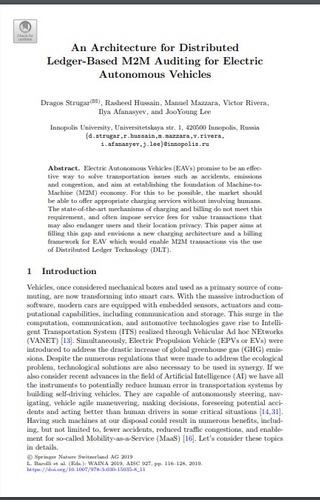 An Architecture for Distributed
Ledger-Based M2M Auditing for Electric
Autonomous Vehicles
Dragos Strugar(B), Rasheed Hussain, Manuel Mazzara, Victor Rivera,
Ilya Afanasyev, and JooYoung Lee
Innopolis University, Universitetskaya str. 1, 420500 Innopolis, Russia
{d.strugar,r.hussain,m.mazzara,v.rivera,
i.afanasyev,j.lee}@innopolis.ru
Abstract. Electric Autonomous Vehicles (EAVs) promise to be an effec-
tive way to solve transportation issues such as accidents, emissions
and congestion, and aim at establishing the foundation of Machine-to-
Machine (M2M) economy. For this to be possible, the market should
be able to offer appropriate charging services without involving humans.
The state-of-the-art mechanisms of charging and billing do not meet this
requirement, and often impose service fees for value transactions that
may also endanger users and their location privacy. This paper aims at
filling this gap and envisions a new charging architecture and a billing
framework for EAV which would enable M2M transactions via the use
of Distributed Ledger Technology (DLT).
1 Introduction
Vehicles, once considered mechanical boxes and used as a primary source of com-
muting, are now transforming into smart cars. With the massive introduction of
software, modern cars are equipped with embedded sensors, actuators and com-
putational capabilities, including communication and storage. This surge in the
computation, communication, and automotive technologies gave rise to Intelli-
gent Transportation System (ITS) realized through Vehicular Ad hoc NEtworks
(VANET) [13]. Simultaneously, Electric Propulsion Vehicle (EPVs or EVs) were
introduced to address the drastic increase of global greenhouse gas (GHG) emis-
sions. Despite the numerous regulations that were made to address the ecological
problem, technological solutions are also necessary to be used in synergy. If we
also consider recent advances in the field of Artificial Intelligence (AI) we have all
the instruments to potentially reduce human error in transportation systems by
building self-driving vehicles. They are capable of autonomously steering, nav-
igating, vehicle agile maneuvering, making decisions, foreseeing potential acci-
dents and acting better than human drivers in some critical situations [14,31].
Having such machines at our disposal could result in numerous benefits, includ-
ing, but not limited to, fewer accidents, reduced traffic congestion, and enable-
ment for so-called Mobility-as-a-Service (MaaS) [16]. Let's consider these topics
in details.
© Springer Nature Switzerland AG 2019
L. Barolli et al. (Eds.): WAINA 2019, AISC 927, pp. 116–128, 2019.
https://doi.org/10.1007/978-3-030-15035-8_11